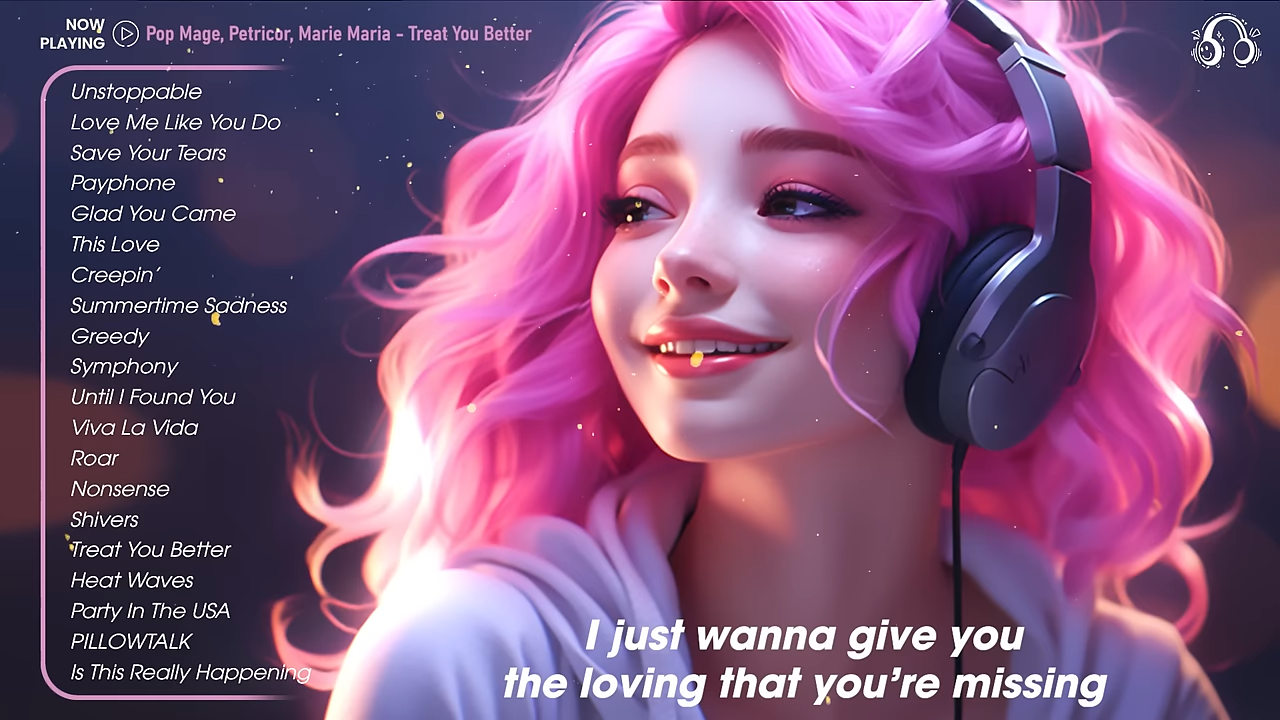 NOW
PLAYING
Pop Mage, Petricor, Marie Maria - Treat You Better
Unstoppable
Love Me Like You Do
Save Your Tears
Payphone
Glad You Came
This Love
Creepin'
Summertime Sadness
Greedy
Symphony
Until I Found You
Viva La Vida
Roar
Nonsense
Shivers
Treat You Better
Heat Waves
Party In The USA
PILLOWTALK
Is This Really Happening
I just wanna give you
the loving that you're missing